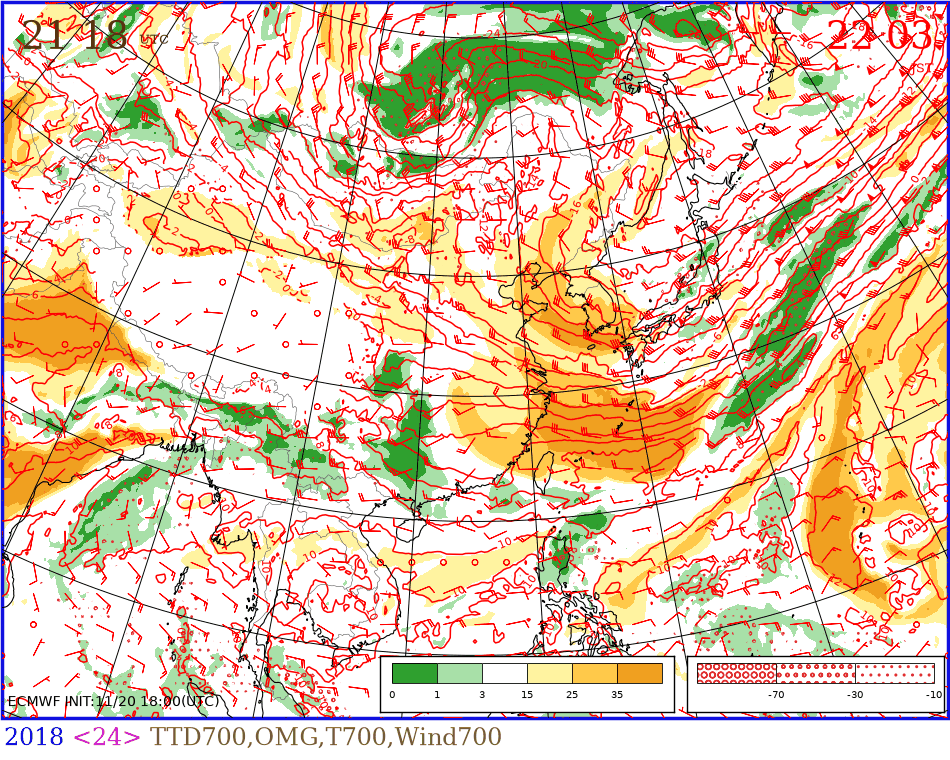 21 18 UTC
22 03
JST
0 1 3 15 25 35
-70 -30 -10
ECMWF INIT:11/20 18:00(UTC)
2018 <24> TTD700,OMG,T700,Wind700